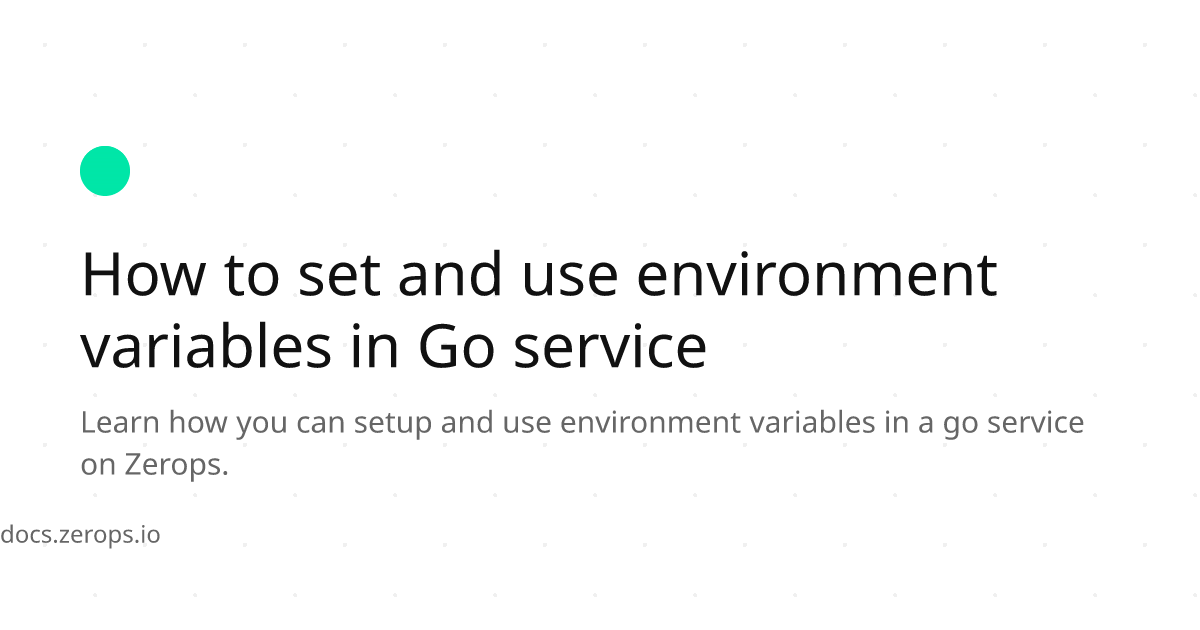 How to set and use environment
variables in Go service
Learn how you can setup and use environment variables in a go service
on Zerops.
docs.zerops.io